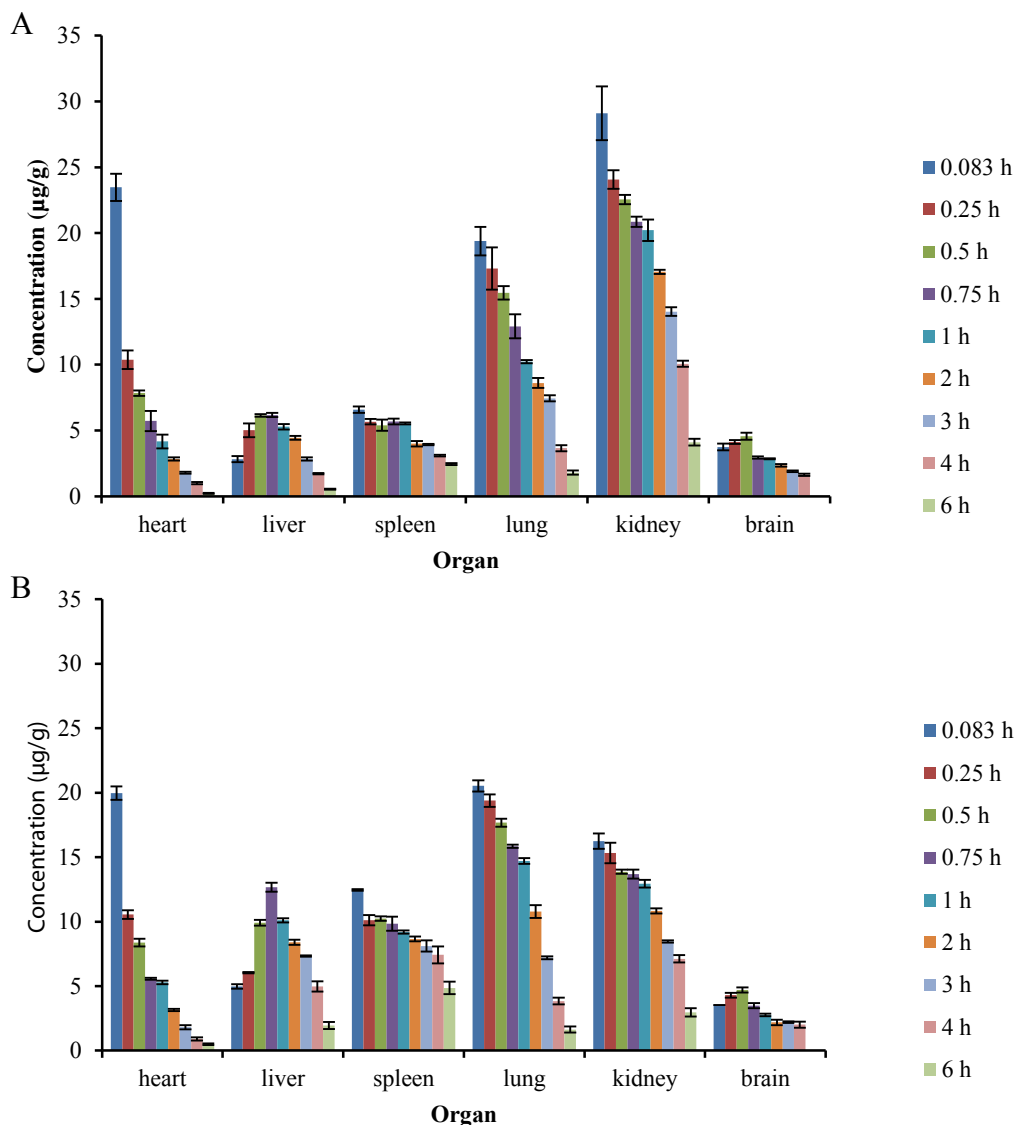 A
35
30
25
20
15
10
5
0
Concentration (µg/g)
heart liver spleen lung kidney brain
Organ
0.083 h
0.25 h
0.5 h
0.75 h
1 h
2 h
3 h
4 h
6 h
B
35
30
25
20
15
10
5
0
Concentration (µg/g)
heart liver spleen lung kidney brain
Organ
0.083 h
0.25 h
0.5 h
0.75 h
1 h
2 h
3 h
4 h
6 h